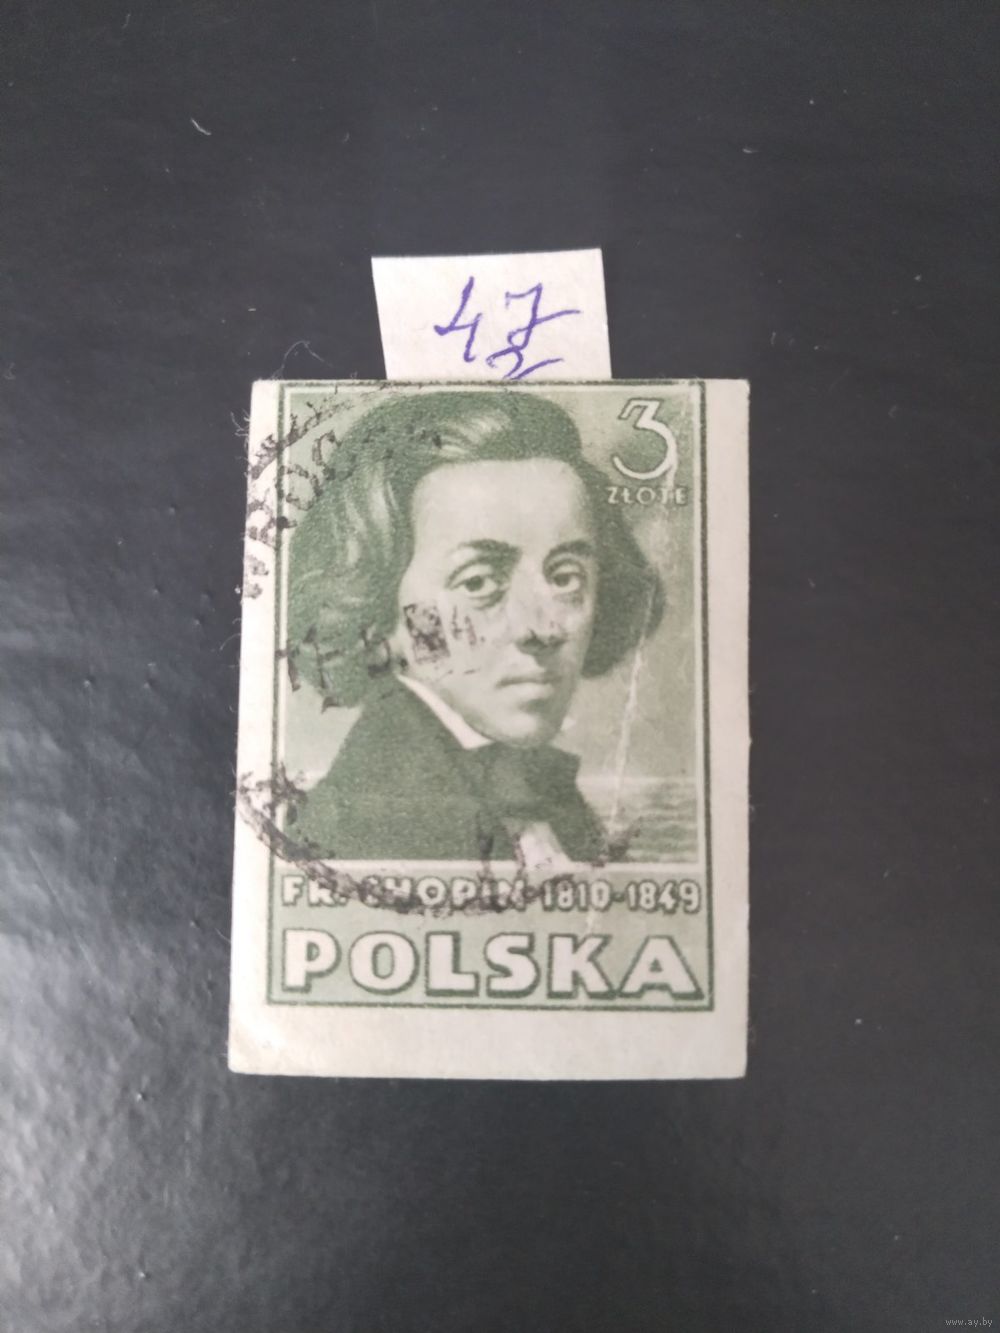 47
3
ZŁOTE
FR. CHOPIN·1810-1849
POLSKA
www.ay.by